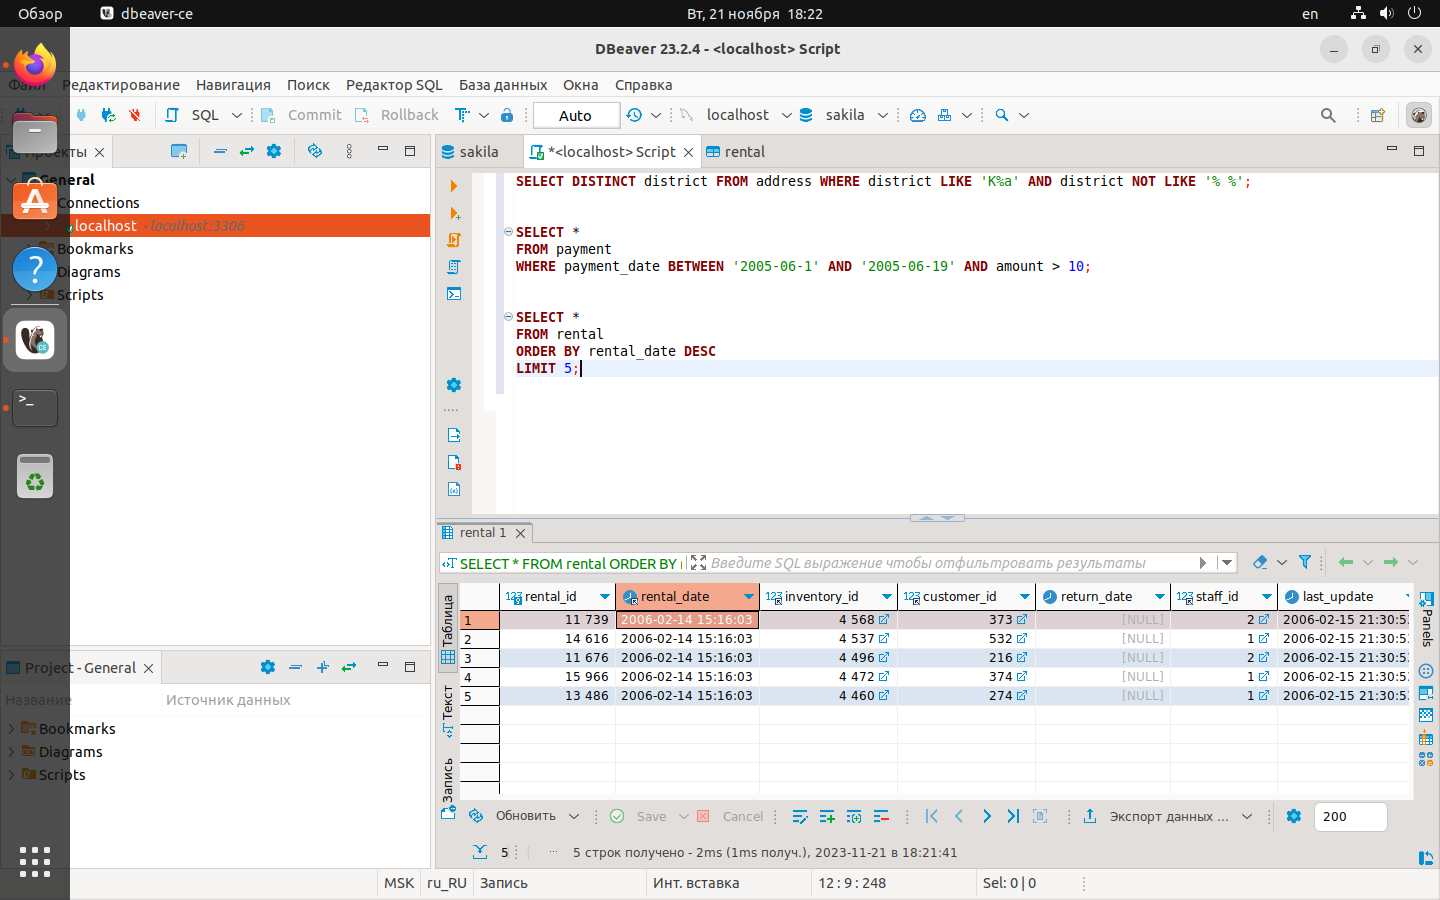 Обзор
dbeaver-ce
Вт, 21 ноября 18:22
en
DBeaver 23.2.4 - <localhost> Script
Файл Редактирование Навигация Поиск Редактор SQL База данных Окна Справка
SQL Commit Rollback Auto localhost sakila
Проекты
General
Connections
localhost - localhost:3306
Bookmarks
Diagrams
Scripts
sakila *<localhost> Script rental
SELECT DISTINCT district FROM address WHERE district LIKE 'K%a' AND district NOT LIKE '% %';
SELECT *
FROM payment
WHERE payment_date BETWEEN '2005-06-1' AND '2005-06-19' AND amount > 10;
SELECT *
FROM rental
ORDER BY rental_date DESC
LIMIT 5;
Project - General
Название Источник данных
Bookmarks
Diagrams
Scripts
rental 1
SELECT * FROM rental ORDER BY Введите SQL выражение чтобы отфильтровать результаты
Таблица
Текст
Запись
Panels
rental_id rental_date inventory_id customer_id return_date staff_id last_update
1 11 739 2006-02-14 15:16:03 4 568 373 [NULL] 2 2006-02-15 21:30:5
2 14 616 2006-02-14 15:16:03 4 537 532 [NULL] 1 2006-02-15 21:30:5
3 11 676 2006-02-14 15:16:03 4 496 216 [NULL] 2 2006-02-15 21:30:5
4 15 966 2006-02-14 15:16:03 4 472 374 [NULL] 1 2006-02-15 21:30:5
5 13 486 2006-02-14 15:16:03 4 460 274 [NULL] 1 2006-02-15 21:30:5
Обновить Save Cancel Экспорт данных ... 200
5 ... 5 строк получено - 2ms (1ms получ.), 2023-11-21 в 18:21:41
MSK ru_RU Запись Инт. вставка 12 : 9 : 248 Sel: 0 | 0